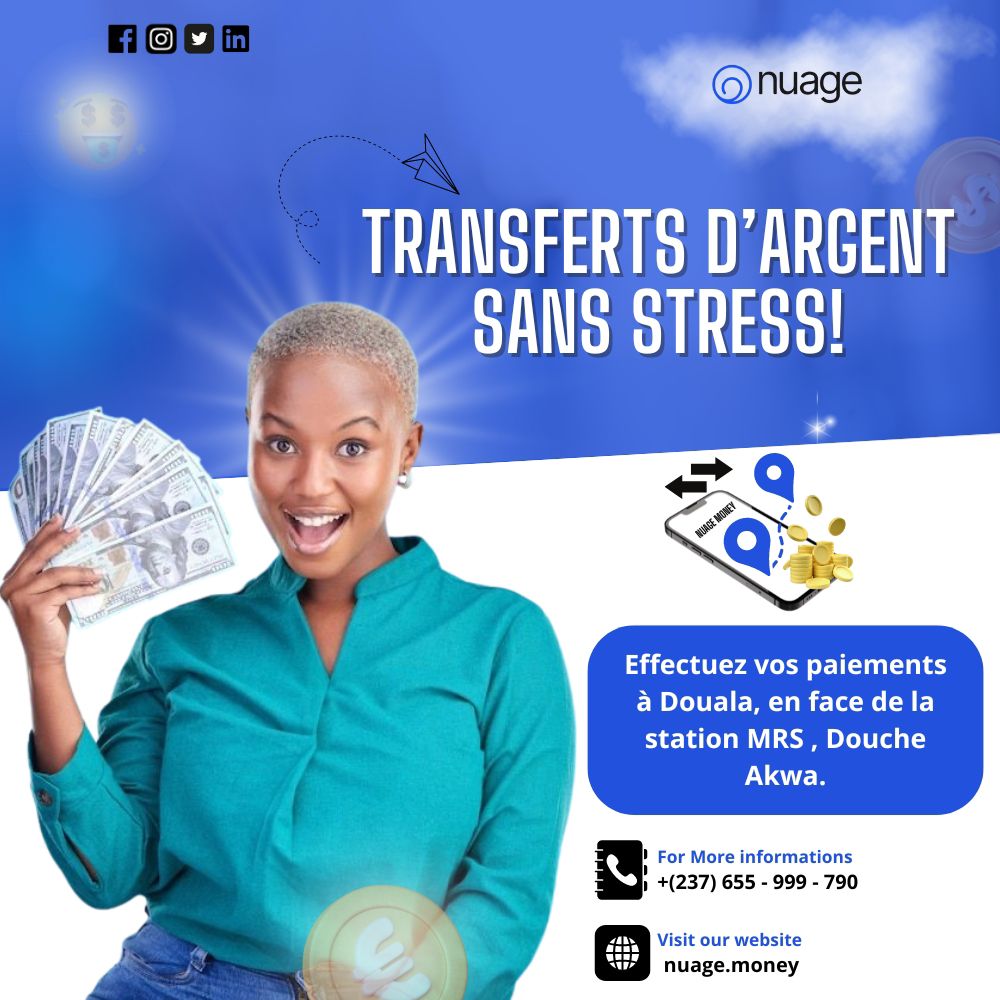 nuage
TRANSFERTS D’ARGENT
SANS STRESS!
NUAGE MONEY
Effectuez vos paiements
à Douala, en face de la
station MRS , Douche
Akwa.
For More informations
+(237) 655 - 999 - 790
Visit our website
nuage.money